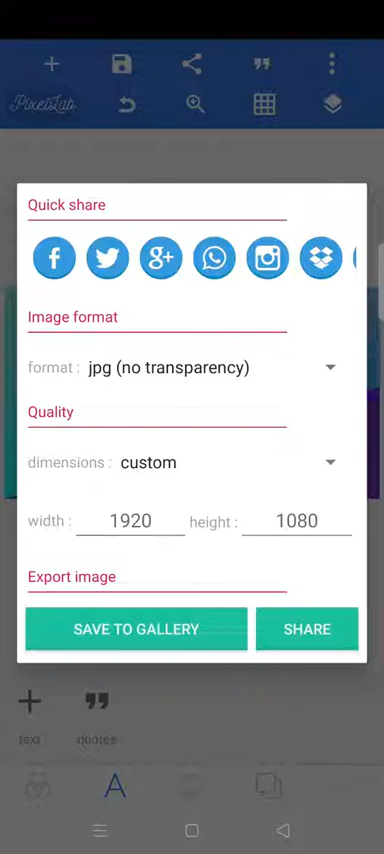 PixelLab
Quick share
Image format
format : jpg (no transparency)
Quality
dimensions : custom
width : 1920 height : 1080
Export image
SAVE TO GALLERY SHARE
text quotes